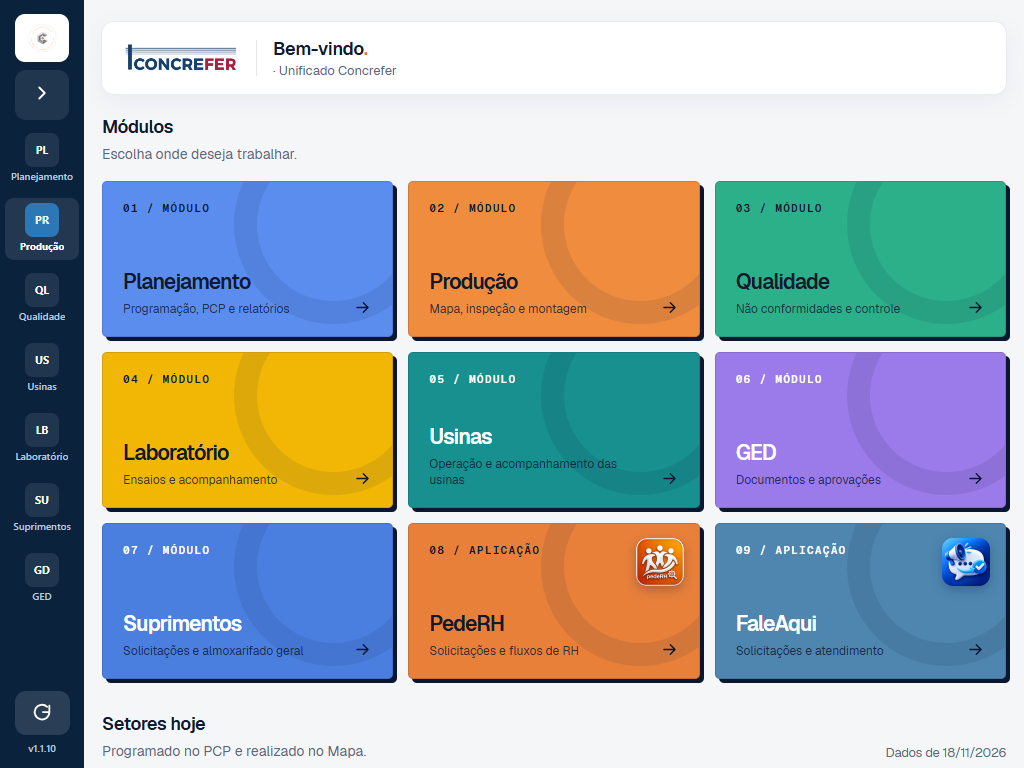 C
PL
Planejamento
PR
Produção
QL
Qualidade
US
Usinas
LB
Laboratório
SU
Suprimentos
GD
GED
v1.1.10
CONCREFER
Bem-vindo.
· Unificado Concrefer
Módulos
Escolha onde deseja trabalhar.
01 / MÓDULO
Planejamento
Programação, PCP e relatórios
02 / MÓDULO
Produção
Mapa, inspeção e montagem
03 / MÓDULO
Qualidade
Não conformidades e controle
04 / MÓDULO
Laboratório
Ensaios e acompanhamento
05 / MÓDULO
Usinas
Operação e acompanhamento das
usinas
06 / MÓDULO
GED
Documentos e aprovações
07 / MÓDULO
Suprimentos
Solicitações e almoxarifado geral
08 / APLICAÇÃO
pedeRH
PedeRH
Solicitações e fluxos de RH
09 / APLICAÇÃO
FaleAqui
Solicitações e atendimento
Setores hoje
Programado no PCP e realizado no Mapa.
Dados de 18/11/2026